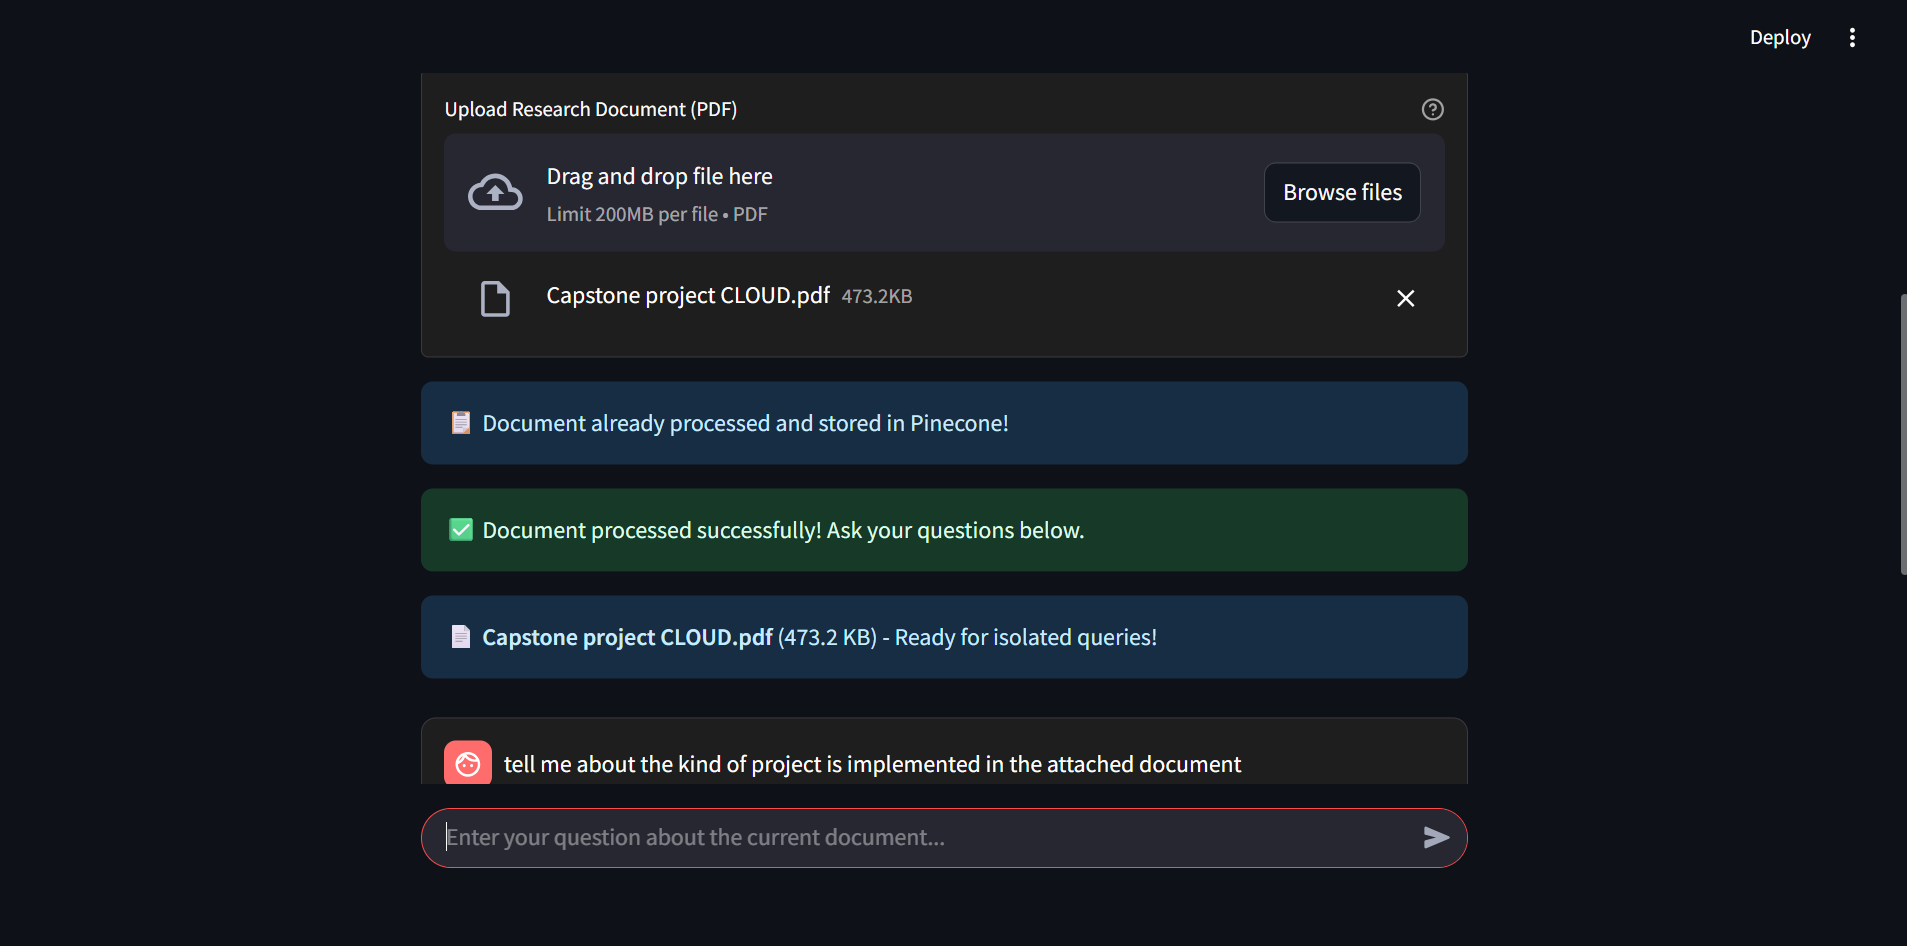 Deploy
Upload Research Document (PDF)
Drag and drop file here
Limit 200MB per file • PDF
Browse files
Capstone project CLOUD.pdf 473.2KB
Document already processed and stored in Pinecone!
Document processed successfully! Ask your questions below.
Capstone project CLOUD.pdf (473.2 KB) - Ready for isolated queries!
tell me about the kind of project is implemented in the attached document
Enter your question about the current document...